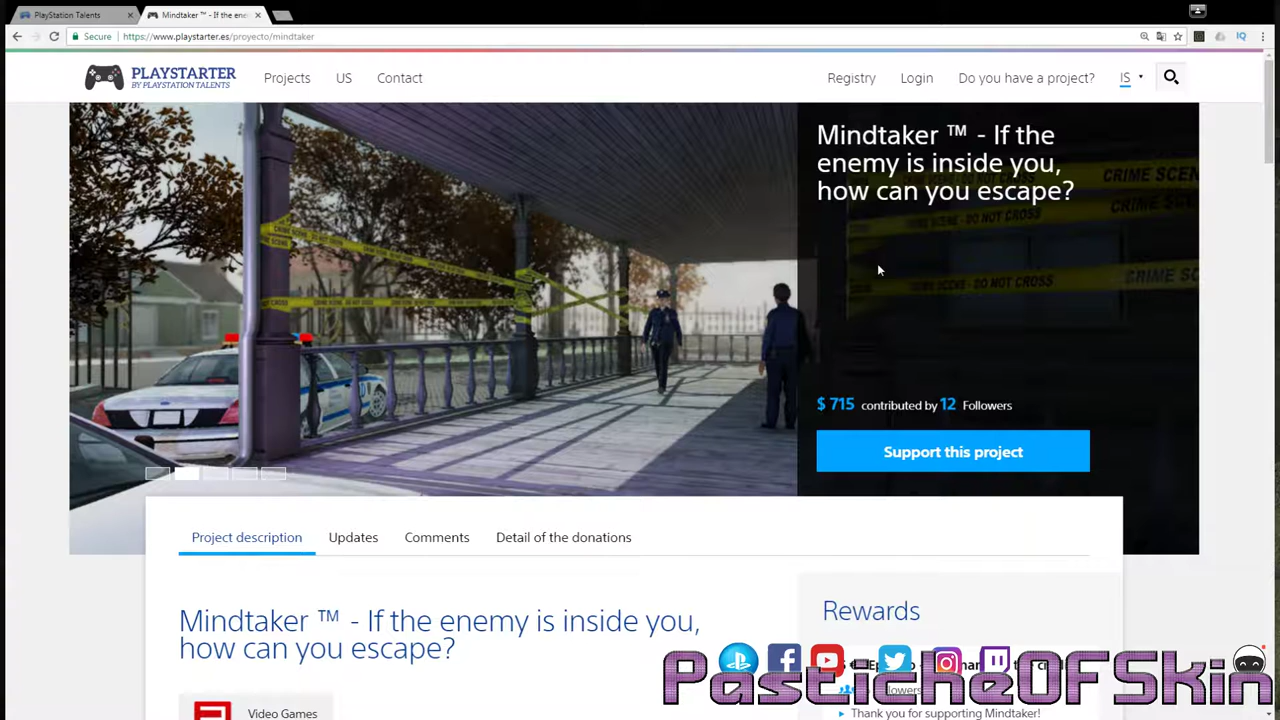 PlayStation Talents
Mindtaker ™ - If the ene
Secure
https://www.playstarter.es/proyecto/mindtaker
PLAYSTARTER
BY PLAYSTATION TALENTS
Projects
US
Contact
Registry
Login
Do you have a project?
IS
Mindtaker ™ - If the
enemy is inside you,
how can you escape?
CRIME SCENE - DO NOT CROSS
$ 715 contributed by 12 Followers
Support this project
Project description
Updates
Comments
Detail of the donations
Mindtaker ™ - If the enemy is inside you,
how can you escape?
Rewards
Followers
Video Games
Thank you for supporting Mindtaker!
PasticheOFSkin